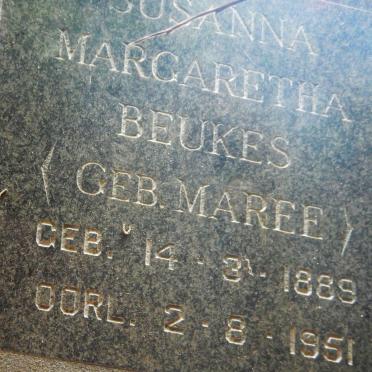 SUSANNA
MARGARETHA
BEUKES
(GEB. MAREE)
GEB. 14 - 3 - 1889
OORL. 2 - 8 - 1951